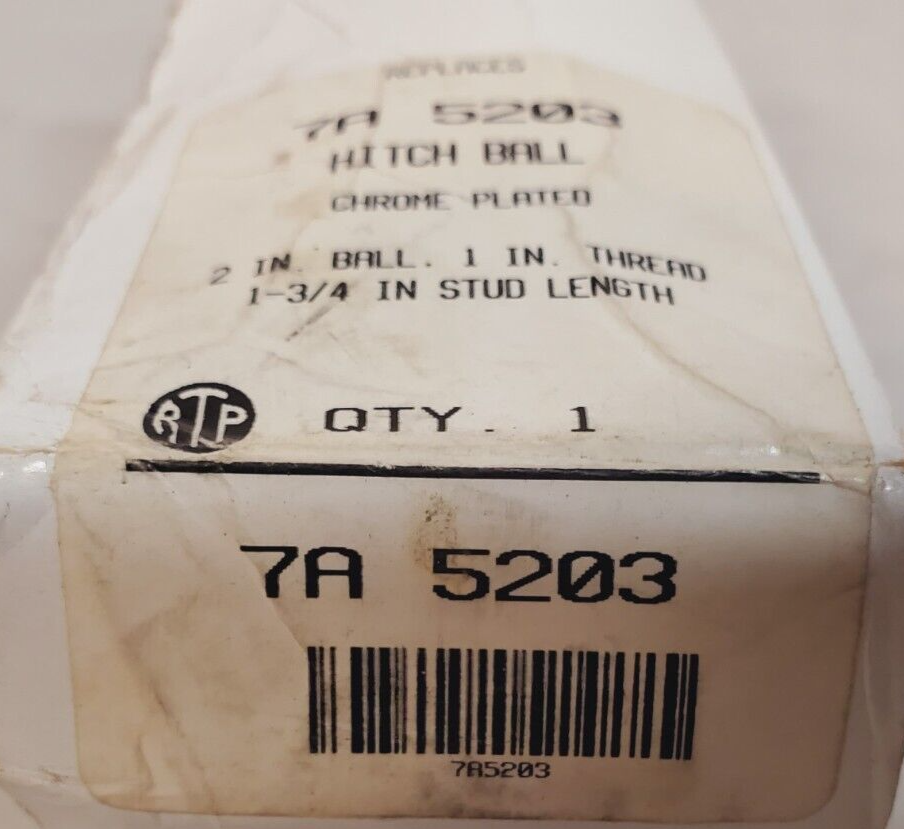 REPLACES
7A 5203
HITCH BALL
CHROME PLATED
2 IN. BALL. 1 IN. THREAD
1-3/4 IN STUD LENGTH
RTP QTY. 1
7A 5203
7A5203